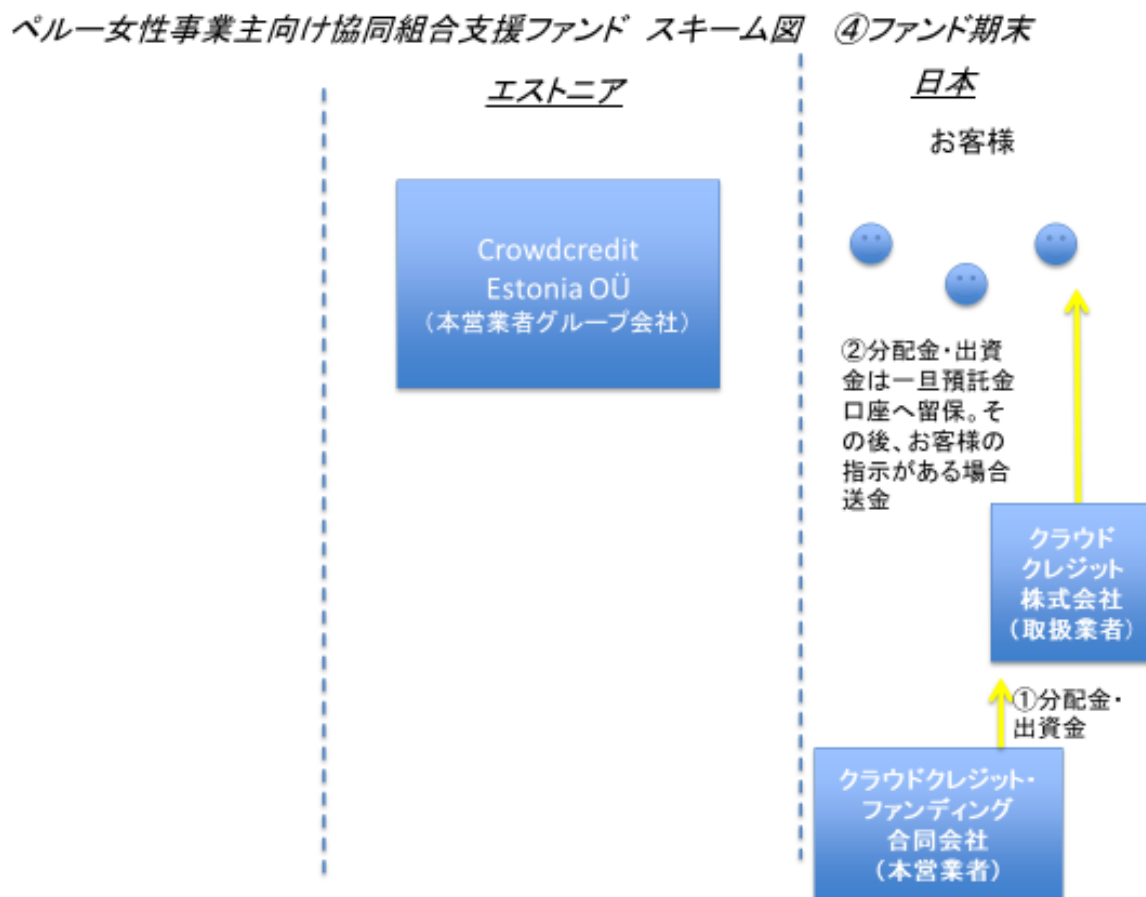 ペルー女性事業主向け協同組合支援ファンド スキーム図 ④ファンド期末
エストニア
日本
お客様
Crowdcredit
Estonia OÜ
(本営業者グループ会社)
②分配金・出資
金は一旦預託金
口座へ留保。そ
の後、お客様の
指示がある場合
送金
クラウド
クレジット
株式会社
(取扱業者)
①分配金・
出資金
クラウドクレジット・
ファンディング
合同会社
(本営業者)